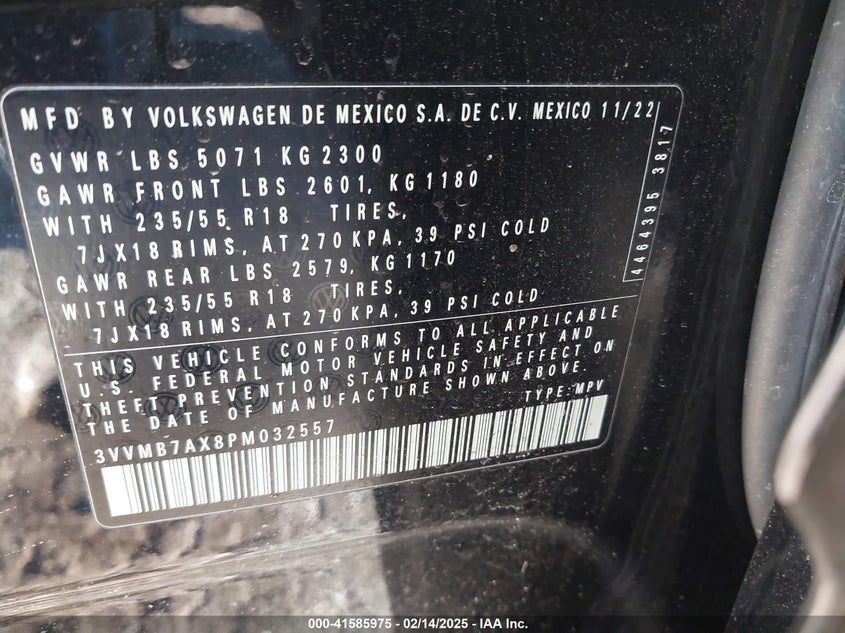 MFD BY VOLKSWAGEN DE MEXICO S.A. DE C.V. MEXICO 11/22
GVWR LBS 5071 KG 2300
GAWR FRONT LBS 2601, KG 1180
WITH 235/55 R18 TIRES,
7JX18 RIMS, AT 270 KPA, 39 PSI COLD
GAWR REAR LBS 2579, KG 1170
WITH 235/55 R18 TIRES,
7JX18 RIMS, AT 270 KPA, 39 PSI COLD
4464395 3817
THIS VEHICLE CONFORMS TO ALL APPLICABLE
U.S. FEDERAL MOTOR VEHICLE SAFETY AND
THEFT PREVENTION STANDARDS IN EFFECT ON
THE DATE OF MANUFACTURE SHOWN ABOVE.
TYPE: MPV
3VVMB7AX8PM032557
000-41585975 - 02/14/2025 - IAA Inc.